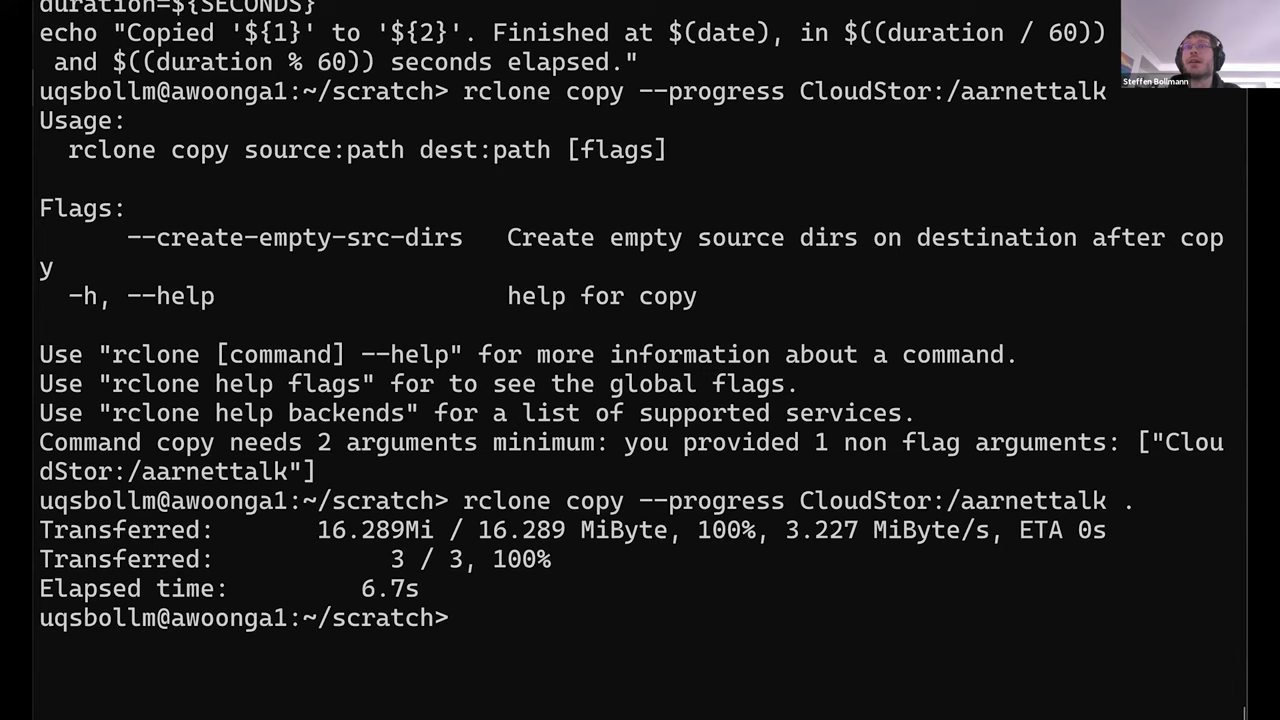 duration=${SECONDS}
echo "Copied '${1}' to '${2}'. Finished at $(date), in $((duration / 60))
and $((duration % 60)) seconds elapsed."
uqsbollm@awoonga1:~/scratch> rclone copy --progress CloudStor:/aarnettalk
Usage:
rclone copy source:path dest:path [flags]
Flags:
--create-empty-src-dirs   Create empty source dirs on destination after cop
y
-h, --help                    help for copy
Use "rclone [command] --help" for more information about a command.
Use "rclone help flags" for to see the global flags.
Use "rclone help backends" for a list of supported services.
Command copy needs 2 arguments minimum: you provided 1 non flag arguments: ["Clou
dStor:/aarnettalk"]
uqsbollm@awoonga1:~/scratch> rclone copy --progress CloudStor:/aarnettalk .
Transferred:       16.289Mi / 16.289 MiByte, 100%, 3.227 MiByte/s, ETA 0s
Transferred:            3 / 3, 100%
Elapsed time:         6.7s
uqsbollm@awoonga1:~/scratch>
Steffen Bollmann